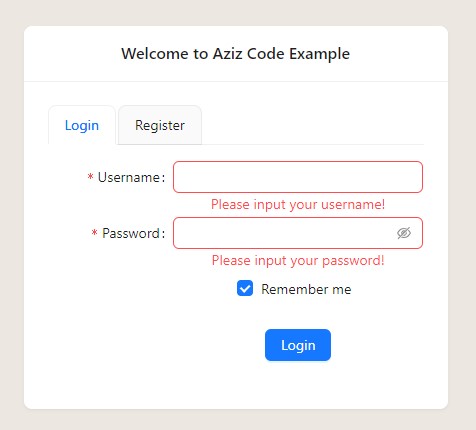 Welcome to Aziz Code Example
Login Register
* Username:
Please input your username!
* Password:
Please input your password!
Remember me
Login